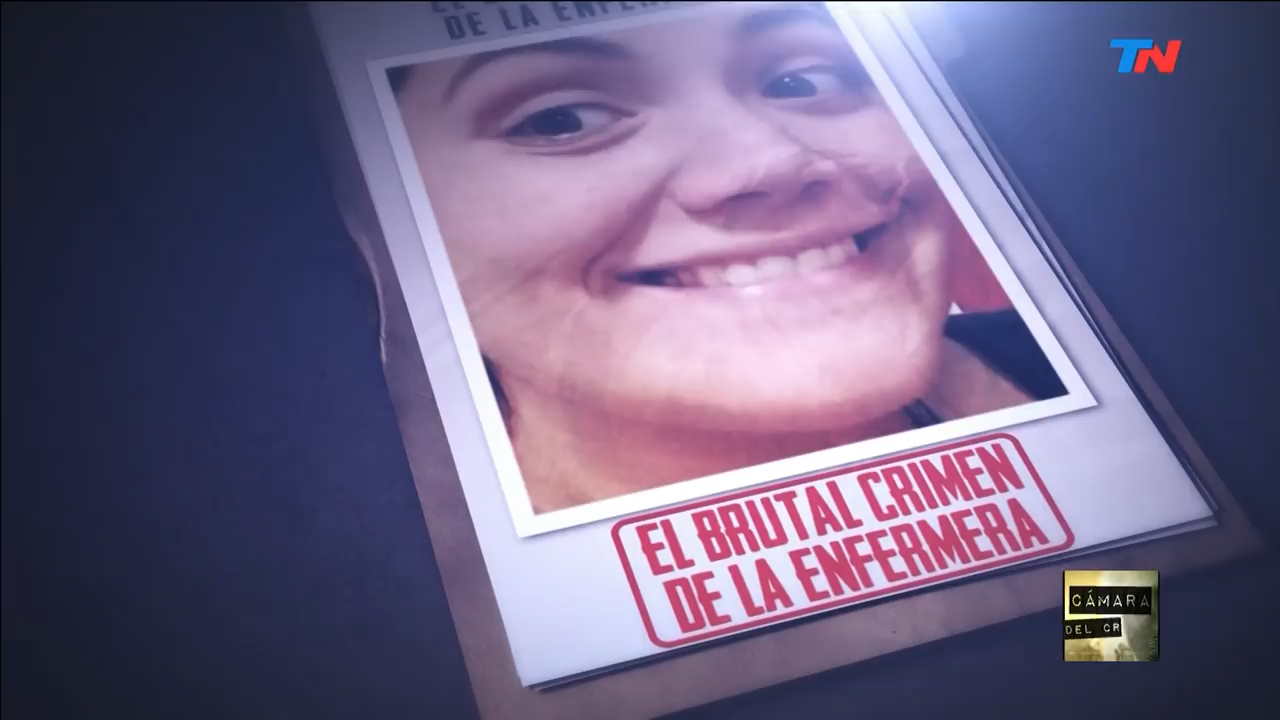 DE LA ENFERMERA
TN
EL BRUTAL CRIMEN
DE LA ENFERMERA
CÁMARA
DEL CR